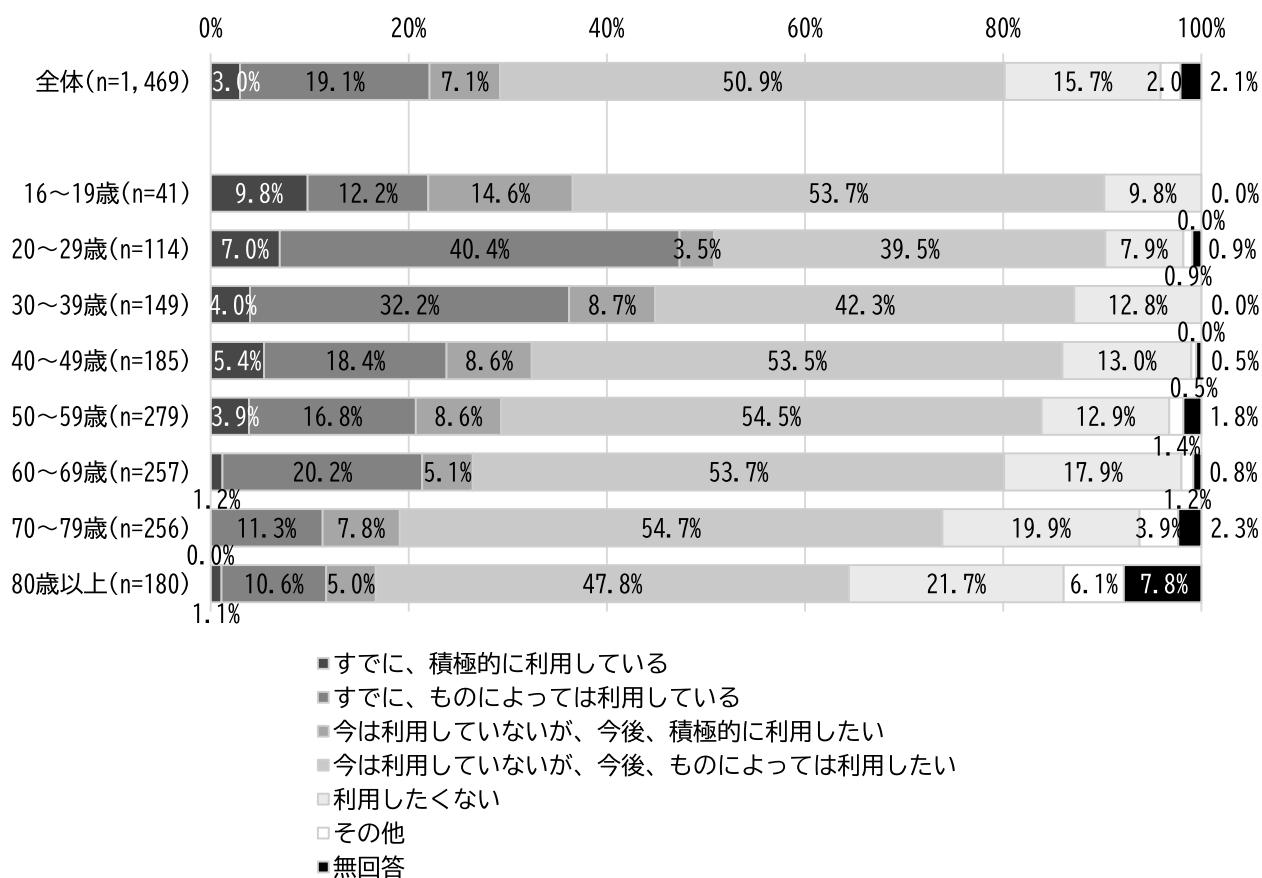 0% 20% 40% 60% 80% 100%
全体(n=1,469) 3.0% 19.1% 7.1% 50.9% 15.7% 2.0 2.1%
16～19歳(n=41) 9.8% 12.2% 14.6% 53.7% 9.8% 0.0%
0.0%
20～29歳(n=114) 7.0% 40.4% 3.5% 39.5% 7.9% 0.9%
0.9%
30～39歳(n=149) 4.0% 32.2% 8.7% 42.3% 12.8% 0.0%
0.0%
40～49歳(n=185) 5.4% 18.4% 8.6% 53.5% 13.0% 0.5%
0.5%
50～59歳(n=279) 3.9% 16.8% 8.6% 54.5% 12.9% 1.8%
1.4%
60～69歳(n=257) 20.2% 5.1% 53.7% 17.9% 0.8%
1.2% 1.2%
70～79歳(n=256) 11.3% 7.8% 54.7% 19.9% 3.9% 2.3%
0.0%
80歳以上(n=180) 10.6% 5.0% 47.8% 21.7% 6.1% 7.8%
1.1%
すでに、積極的に利用している
すでに、ものによっては利用している
今は利用していないが、今後、積極的に利用したい
今は利用していないが、今後、ものによっては利用したい
利用したくない
その他
無回答